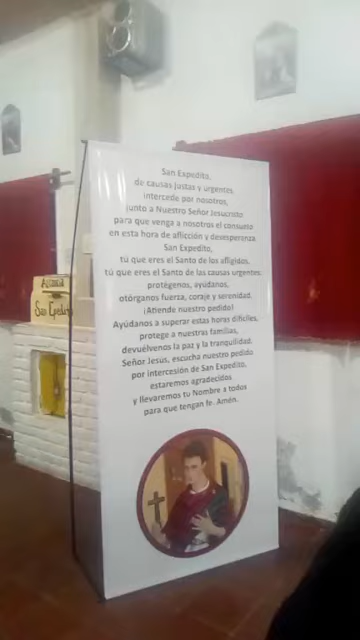 San Expedito,
de causas justas y urgentes,
intercede por nosotros,
junto a Nuestro Señor Jesucristo
para que venga a nosotros el consuelo
en esta hora de aflicción y desesperanza.
San Expedito,
tú que eres el Santo de los afligidos,
tú que eres el Santo de las causas urgentes:
protégenos, ayúdanos,
otórganos fuerza, coraje y serenidad.
¡Atiende nuestro pedido!
Ayúdanos a superar estas horas difíciles,
protege a nuestras familias,
devuélvenos la paz y la tranquilidad.
Señor Jesús, escucha nuestro pedido
por intercesión de San Expedito,
estaremos agradecidos
y llevaremos tu Nombre a todos
para que tengan fe. Amén.
San Expedito